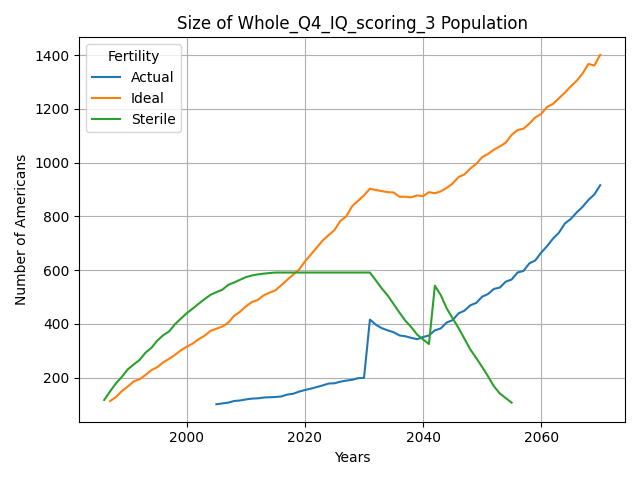 Size of Whole_Q4_IQ_scoring_3 Population
Fertility
Actual
Ideal
Sterile
Number of Americans
1400
1200
1000
800
600
400
200
2000
2020
2040
2060
Years